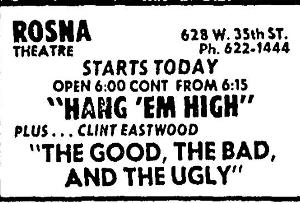 ROSNA 628 W. 35th ST.
THEATRE Ph. 622-1444
STARTS TODAY
OPEN 6:00 CONT FROM 6:15
"HANG 'EM HIGH"
PLUS... CLINT EASTWOOD
"THE GOOD, THE BAD,
AND THE UGLY"